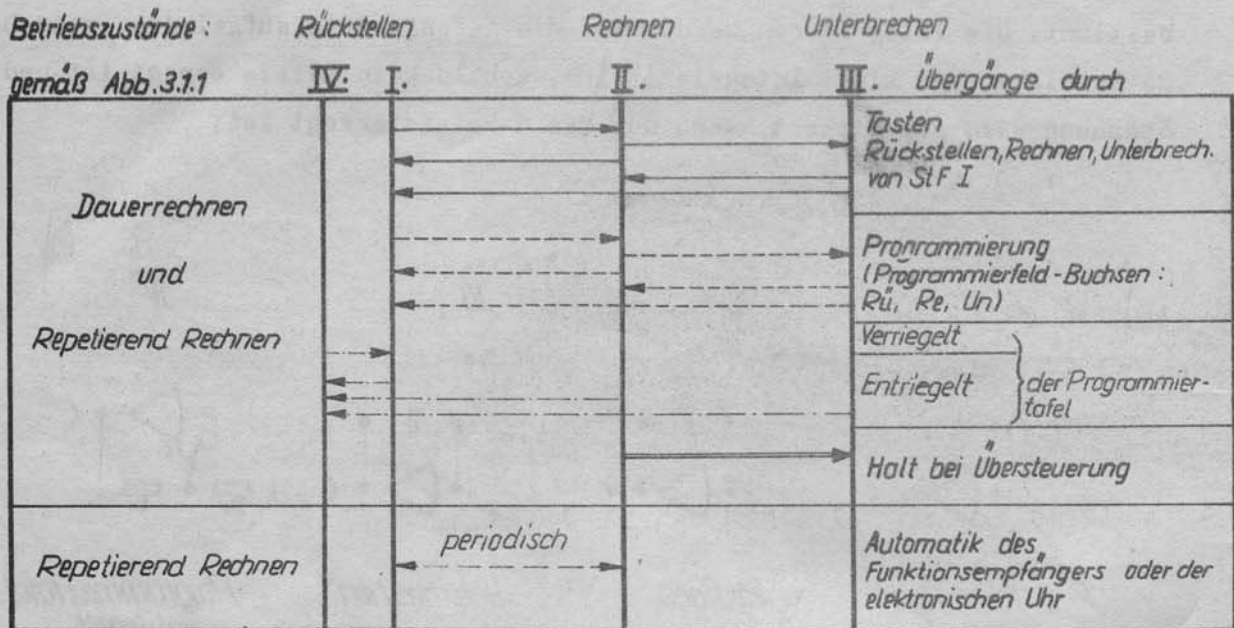 Betriebszustände: Rückstellen Rechnen Unterbrechen
gemäß Abb. 3.1.1 IV. I. II. III. Übergänge durch
Tasten
Rückstellen, Rechnen, Unterbrech.
von StF I
Dauerrechnen
und
Repetierend Rechnen
Programmierung
(Programmierfeld-Buchsen:
Rü, Re, Un)
Verriegelt
Entriegelt
der Programmier-
tafel
Halt bei Übersteuerung
Repetierend Rechnen
periodisch
Automatik des
Funktionsempfängers oder der
elektronischen Uhr